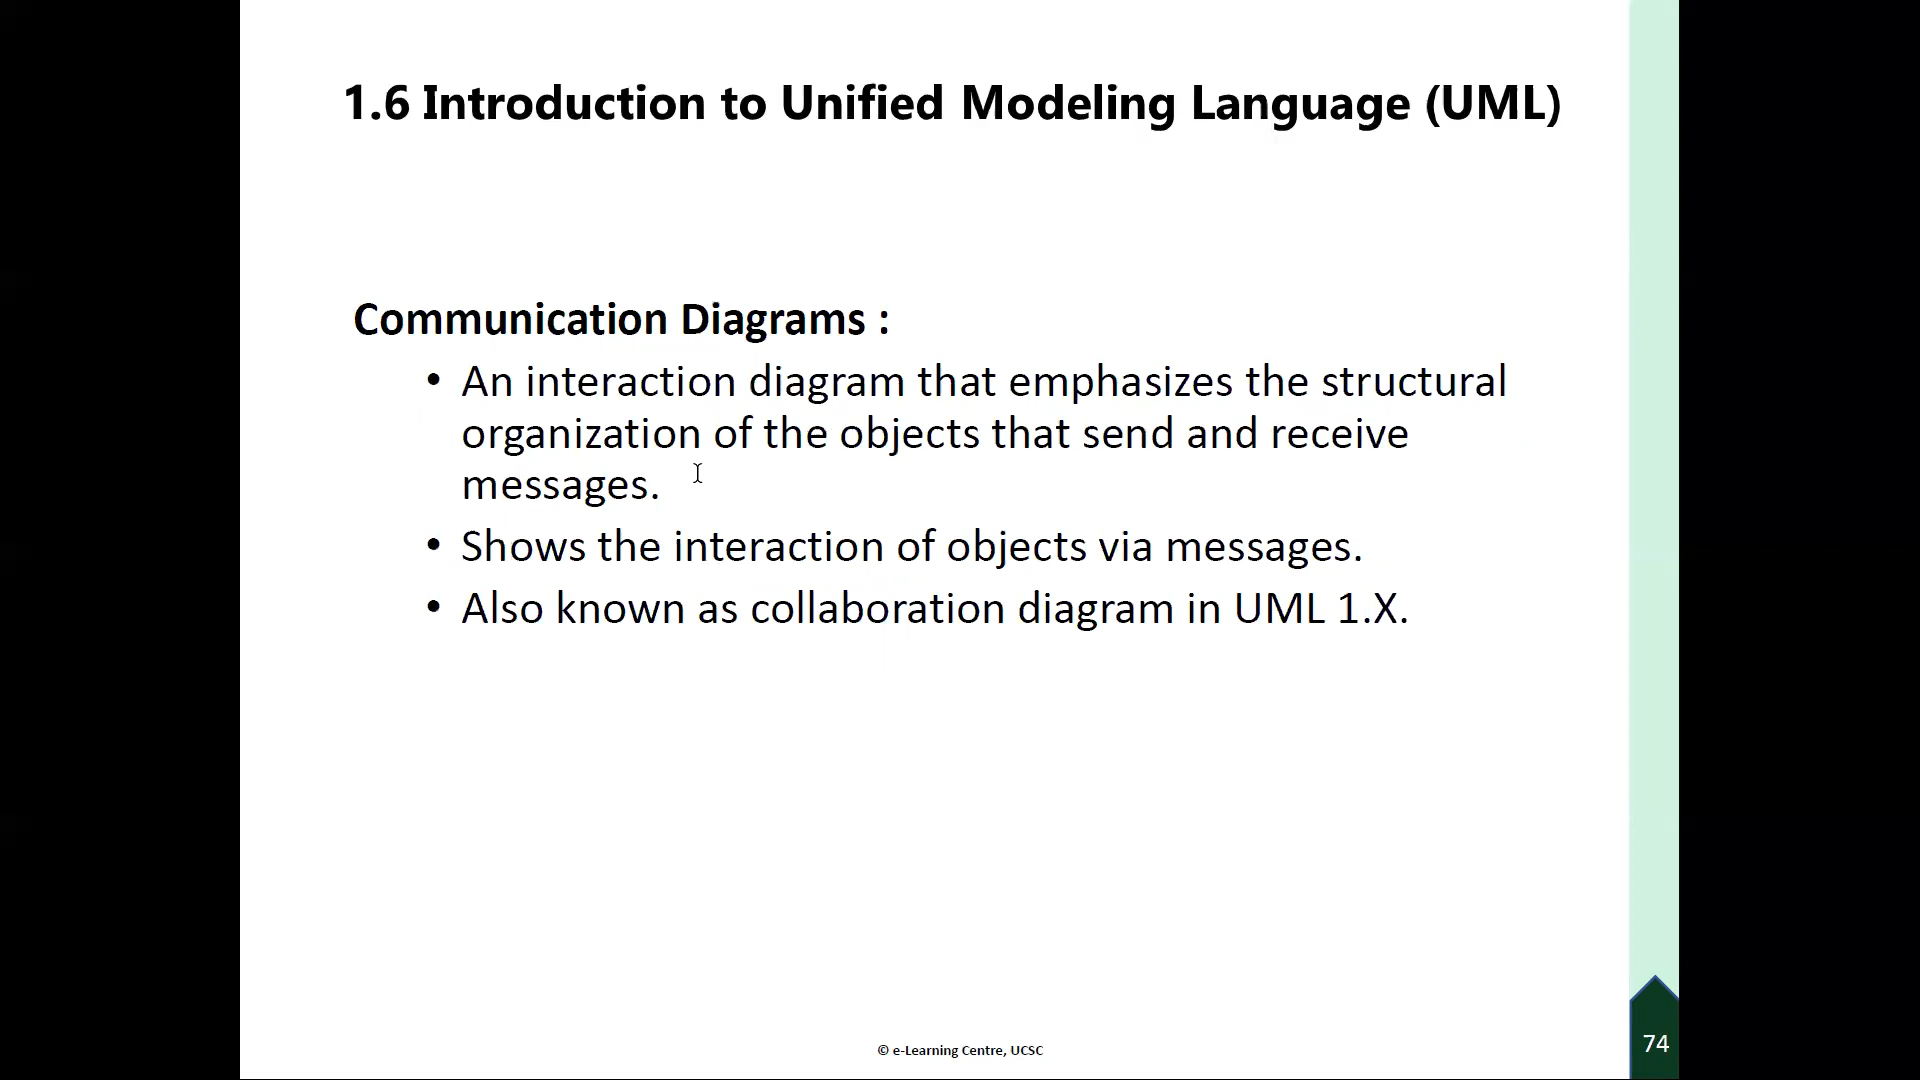 1.6 Introduction to Unified Modeling Language (UML)
Communication Diagrams :
• An interaction diagram that emphasizes the structural
organization of the objects that send and receive
messages.
• Shows the interaction of objects via messages.
• Also known as collaboration diagram in UML 1.X.
© e-Learning Centre, UCSC
74